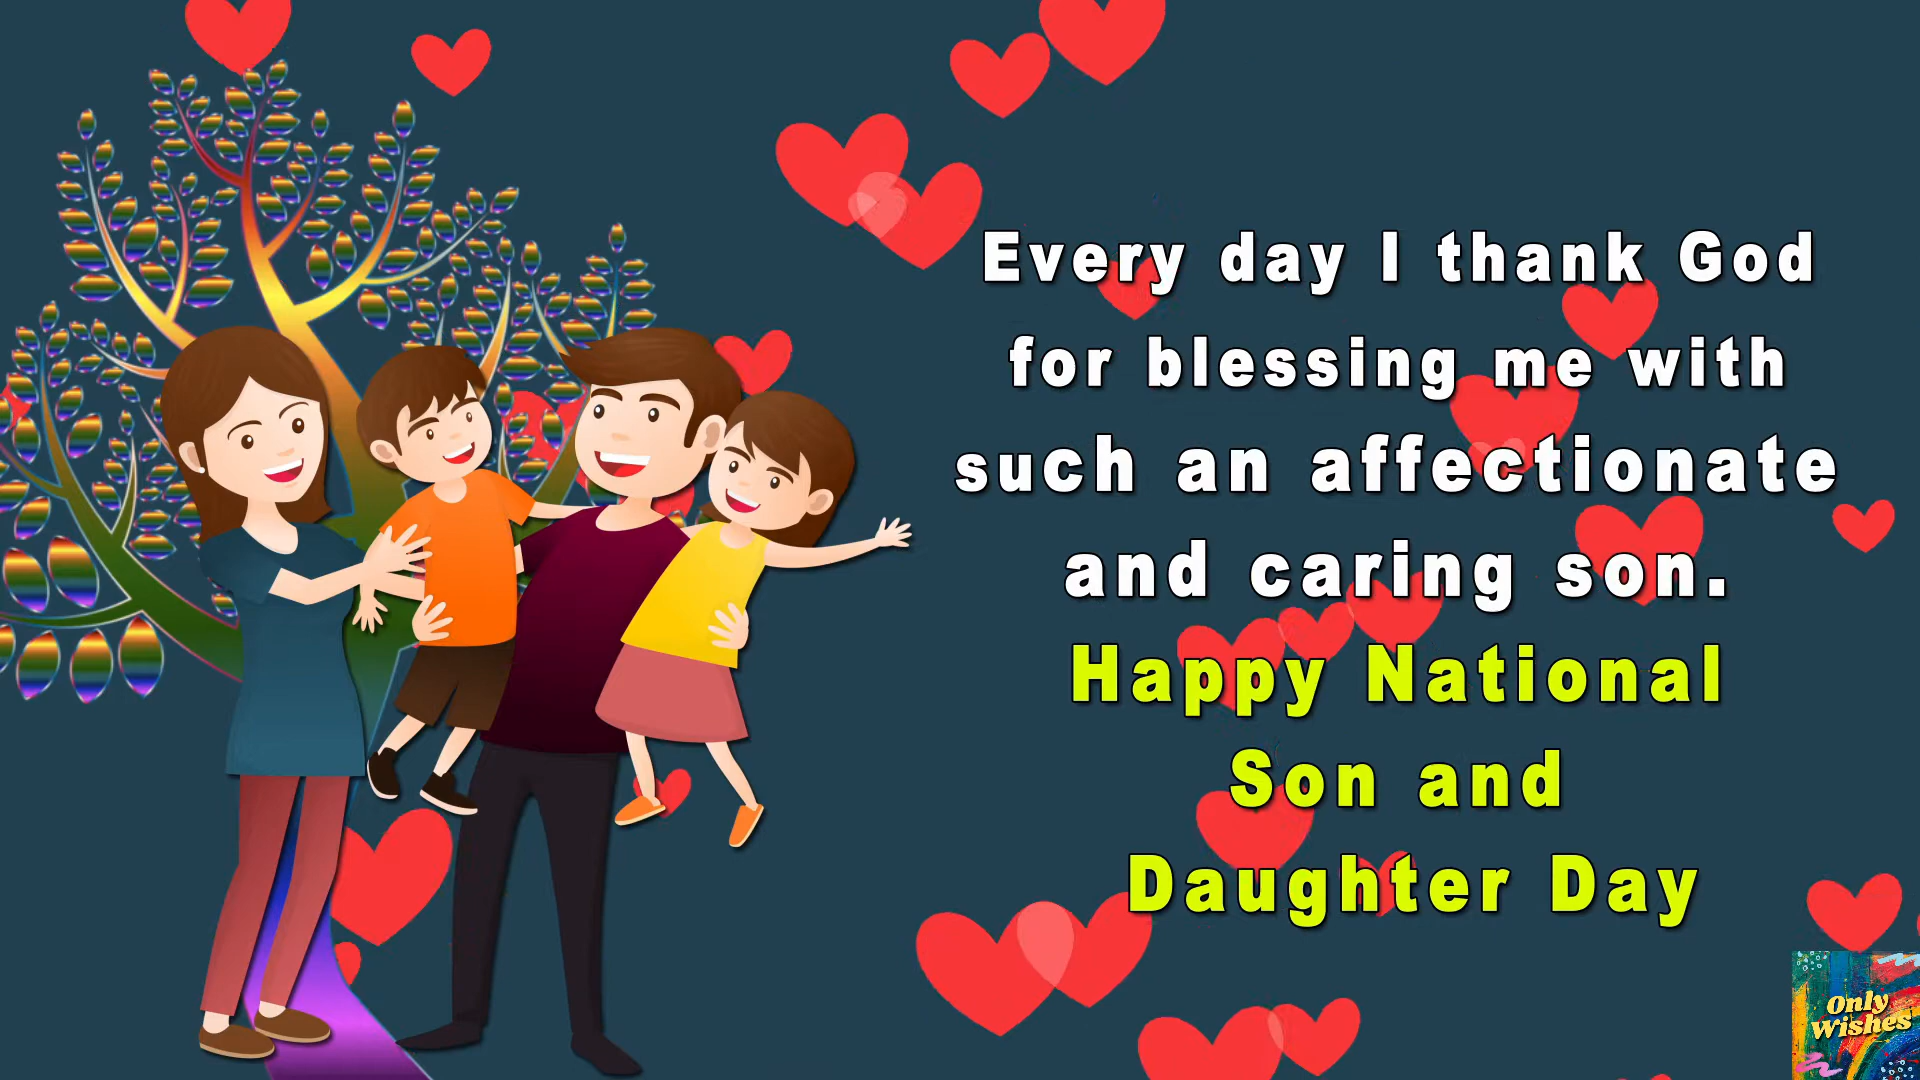 Every day I thank God
for blessing me with
such an affectionate
and caring son.
Happy National
Son and
Daughter Day
Only
Wishes